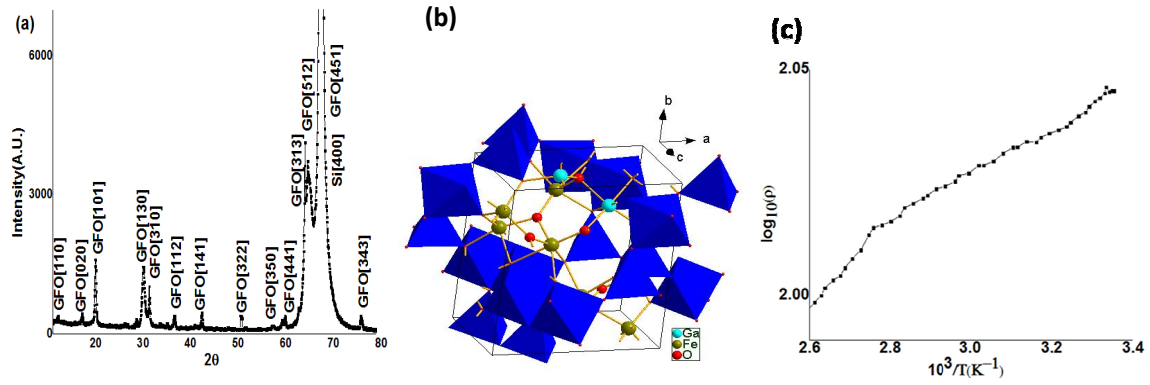 (a)
6000
3000
11
10
20
30
40
50
60
70
80
Intensity(A.U.)
2θ
GFO[110]
GFO[020]
GFO[101]
GFO[130]
GFO[310]
GFO[112]
GFO[141]
GFO[322]
GFO[350]
GFO[441]
GFO[313]
GFO[512]
Si[400] GFO[451]
GFO[343]
(b)
b
a
c
Ga
Fe
O
(c)
2.05
2.00
2.6
2.8
3.0
3.2
3.4
10³/T(K⁻¹)